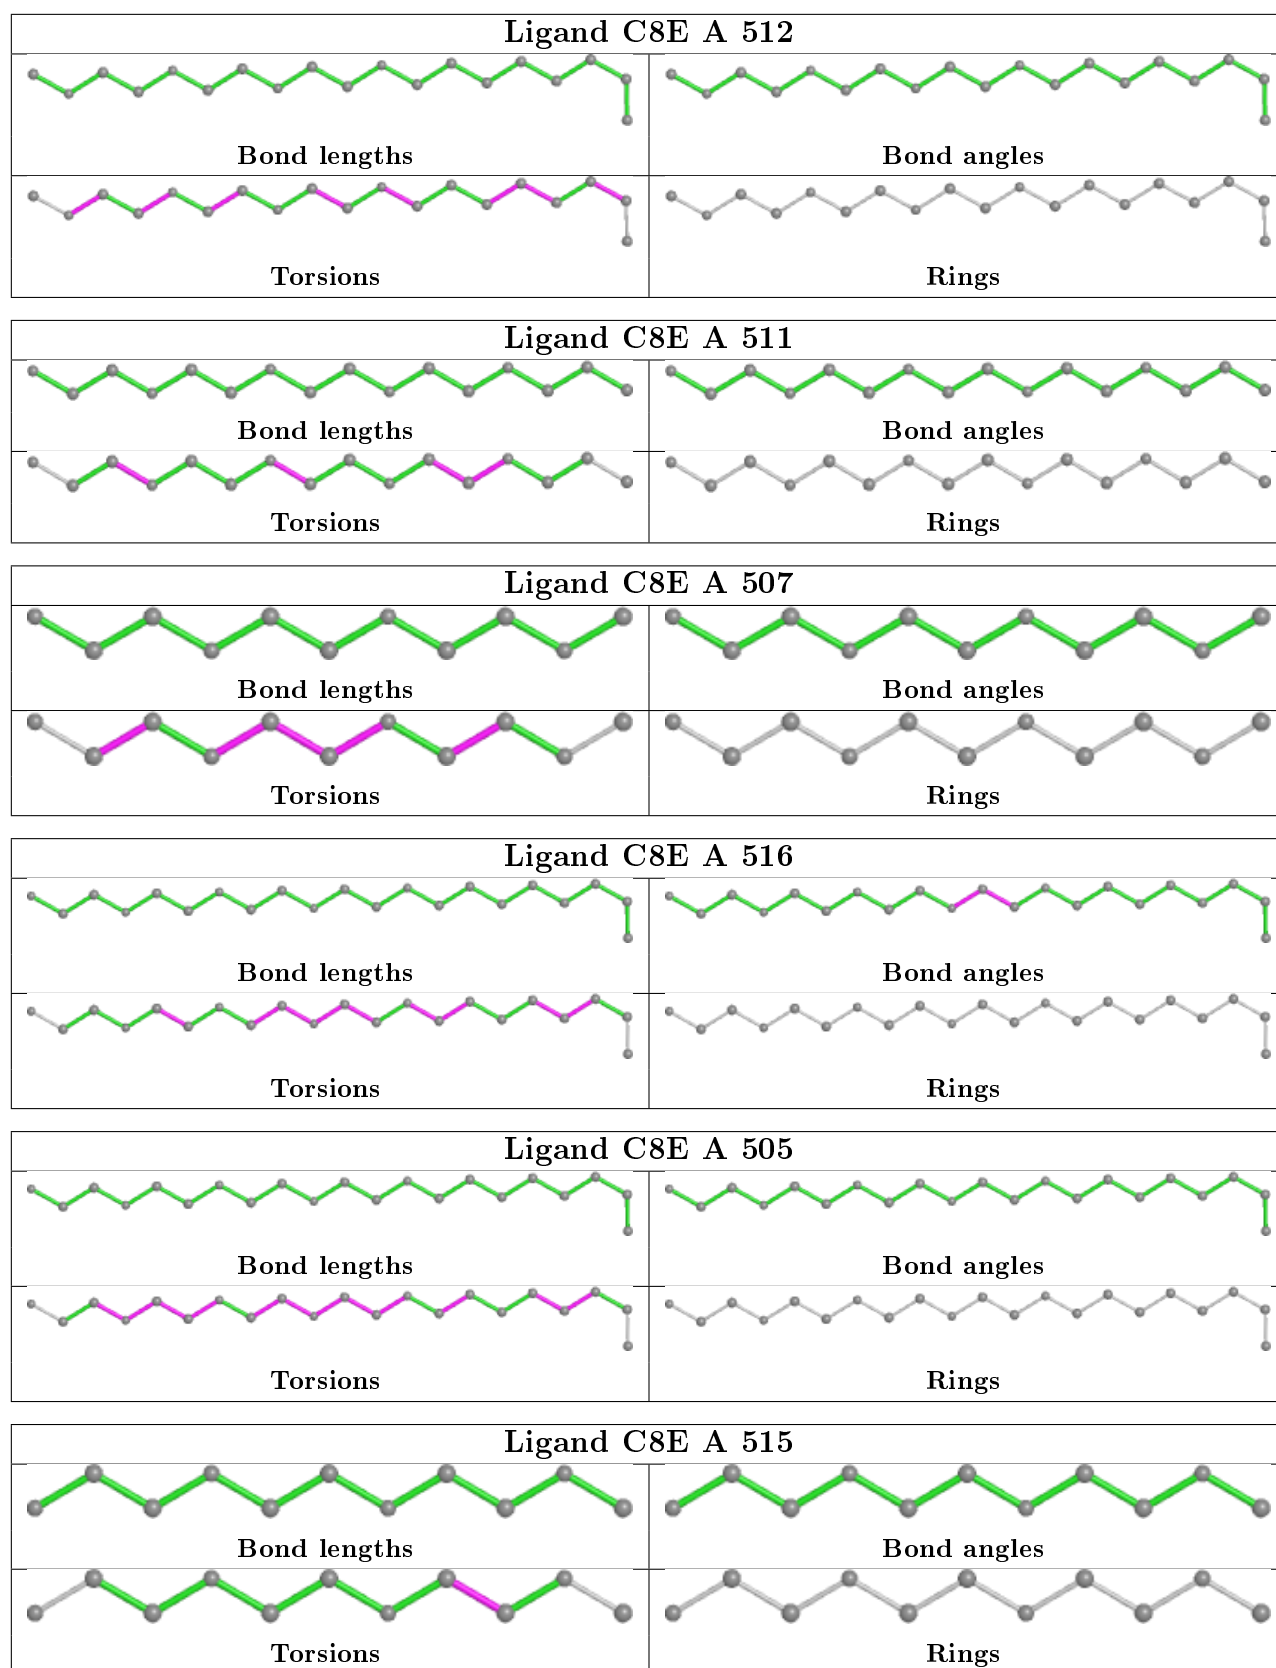 Ligand C8E A 512
Bond lengths
Bond angles
Torsions
Rings
Ligand C8E A 511
Bond lengths
Bond angles
Torsions
Rings
Ligand C8E A 507
Bond lengths
Bond angles
Torsions
Rings
Ligand C8E A 516
Bond lengths
Bond angles
Torsions
Rings
Ligand C8E A 505
Bond lengths
Bond angles
Torsions
Rings
Ligand C8E A 515
Bond lengths
Bond angles
Torsions
Rings